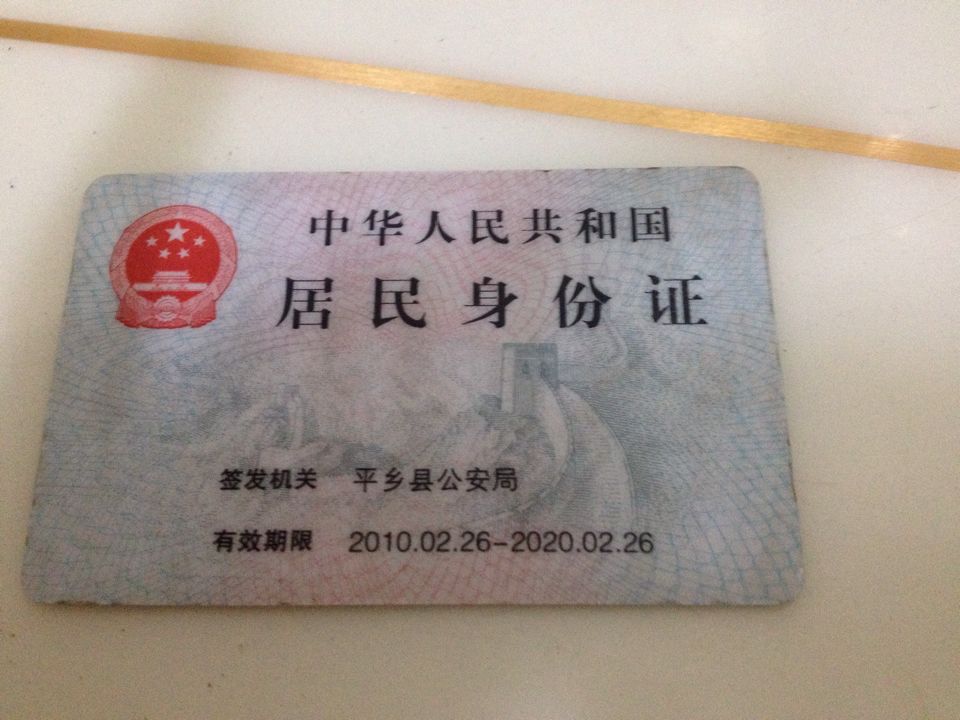 中华人民共和国
居民身份证
签发机关 平乡县公安局
有效期限 2010.02.26-2020.02.26